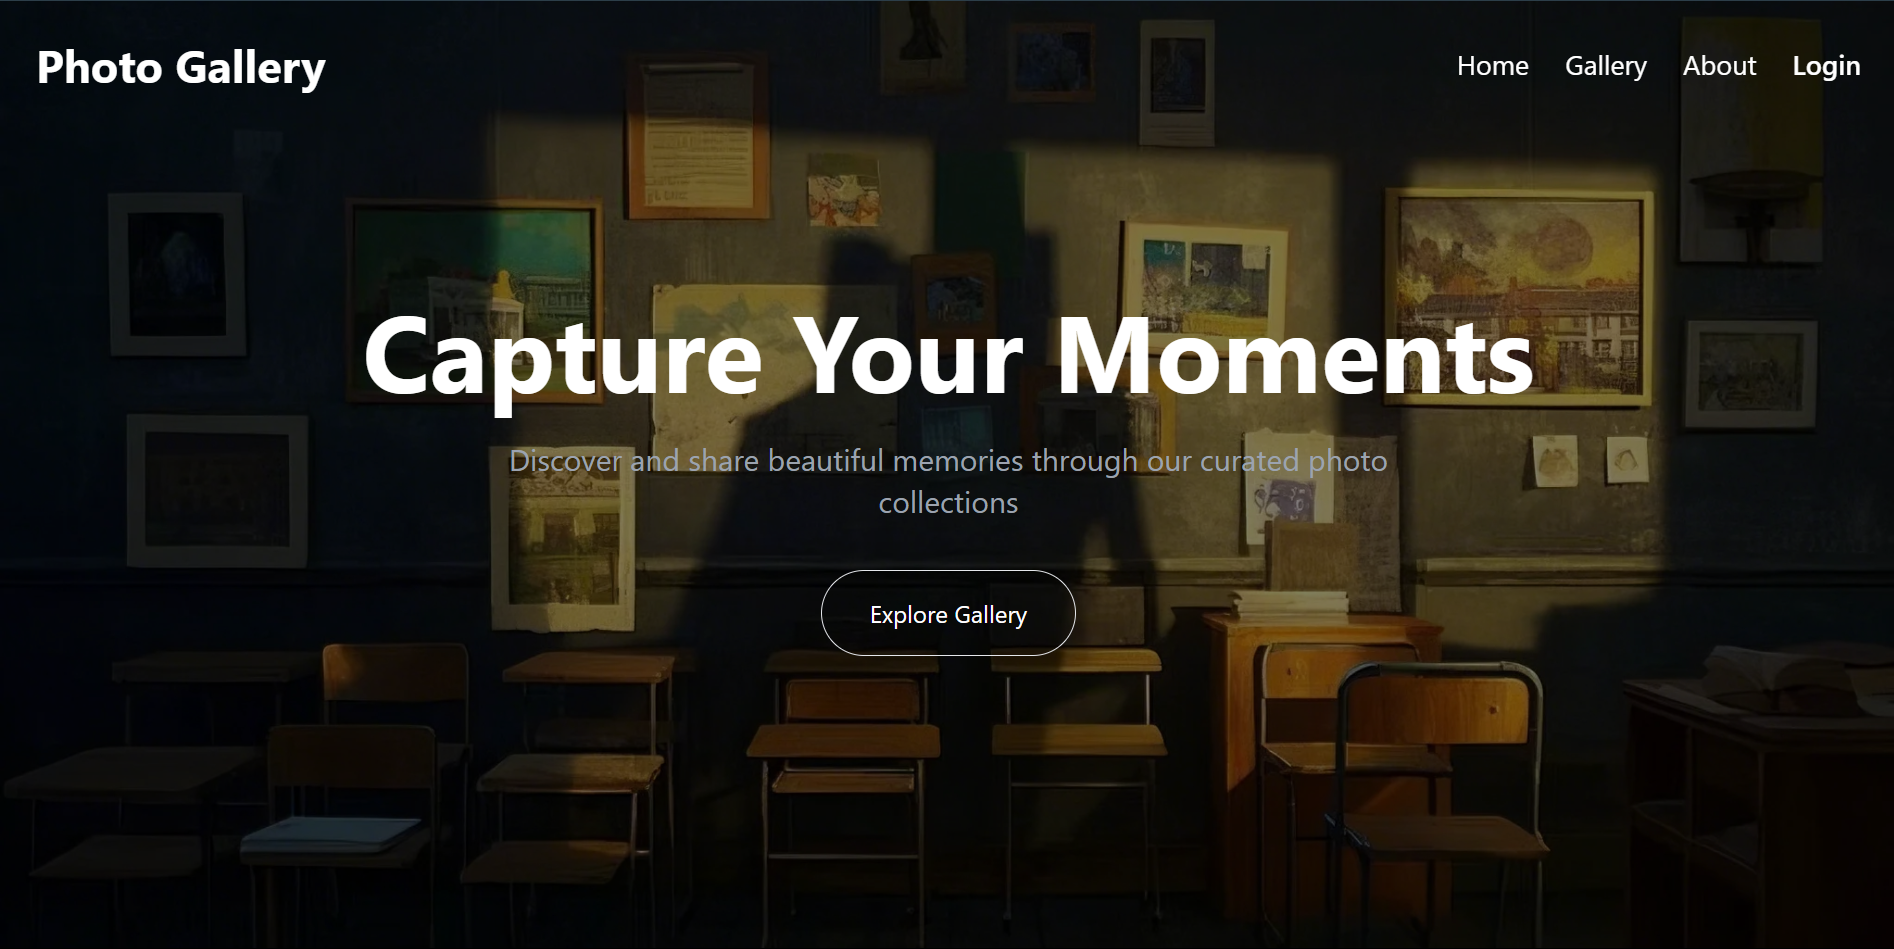 Photo Gallery
Home Gallery About Login
Capture Your Moments
Discover and share beautiful memories through our curated photo
collections
Explore Gallery